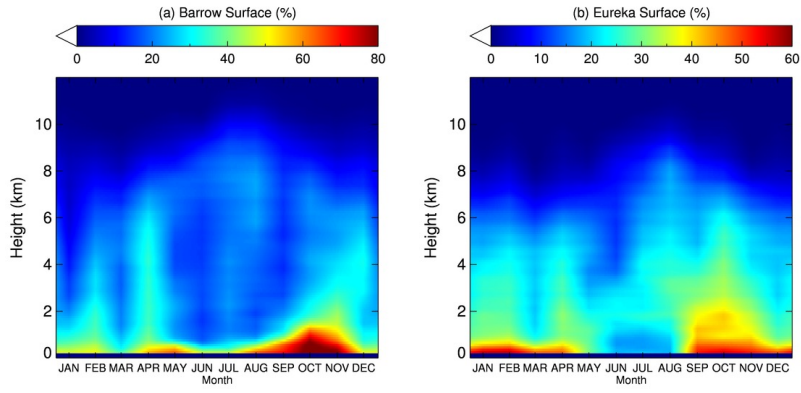 (a) Barrow Surface (%)
0 20 40 60 80
Height (km)
10
8
6
4
2
0
JAN FEB MAR APR MAY JUN JUL AUG SEP OCT NOV DEC
Month
(b) Eureka Surface (%)
0 10 20 30 40 50 60
Height (km)
10
8
6
4
2
0
JAN FEB MAR APR MAY JUN JUL AUG SEP OCT NOV DEC
Month